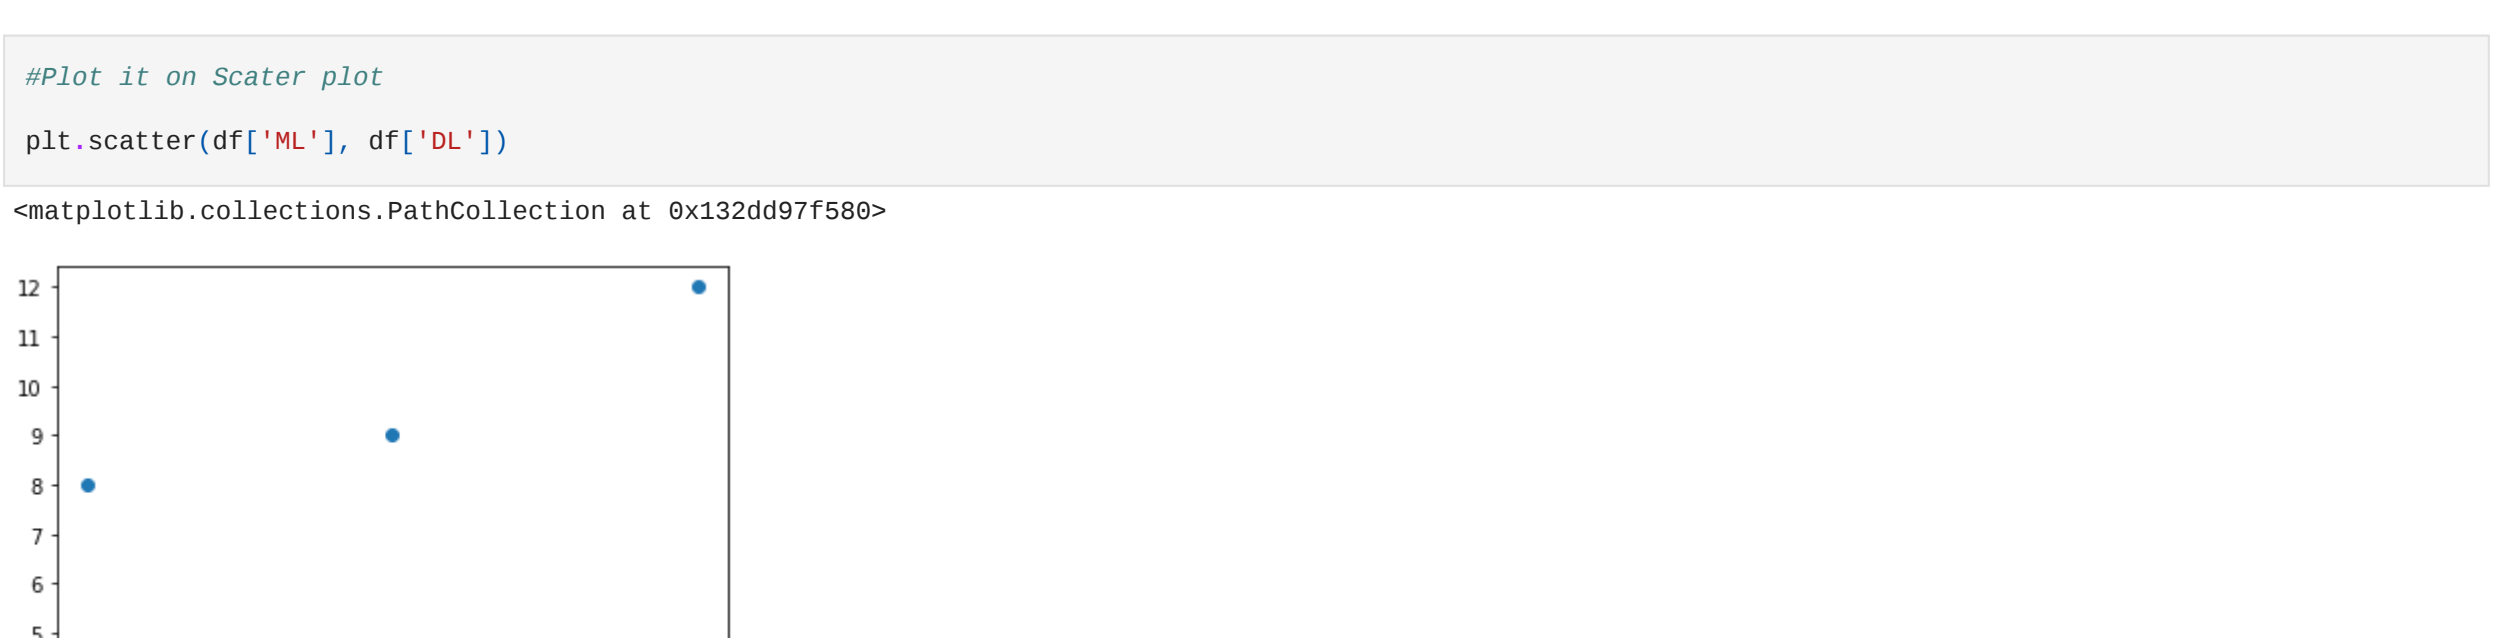 #Plot it on Scater plot
plt.scatter(df['ML'], df['DL'])
<matplotlib.collections.PathCollection at 0x132dd97f580>
12
11
10
9
8
7
6
5